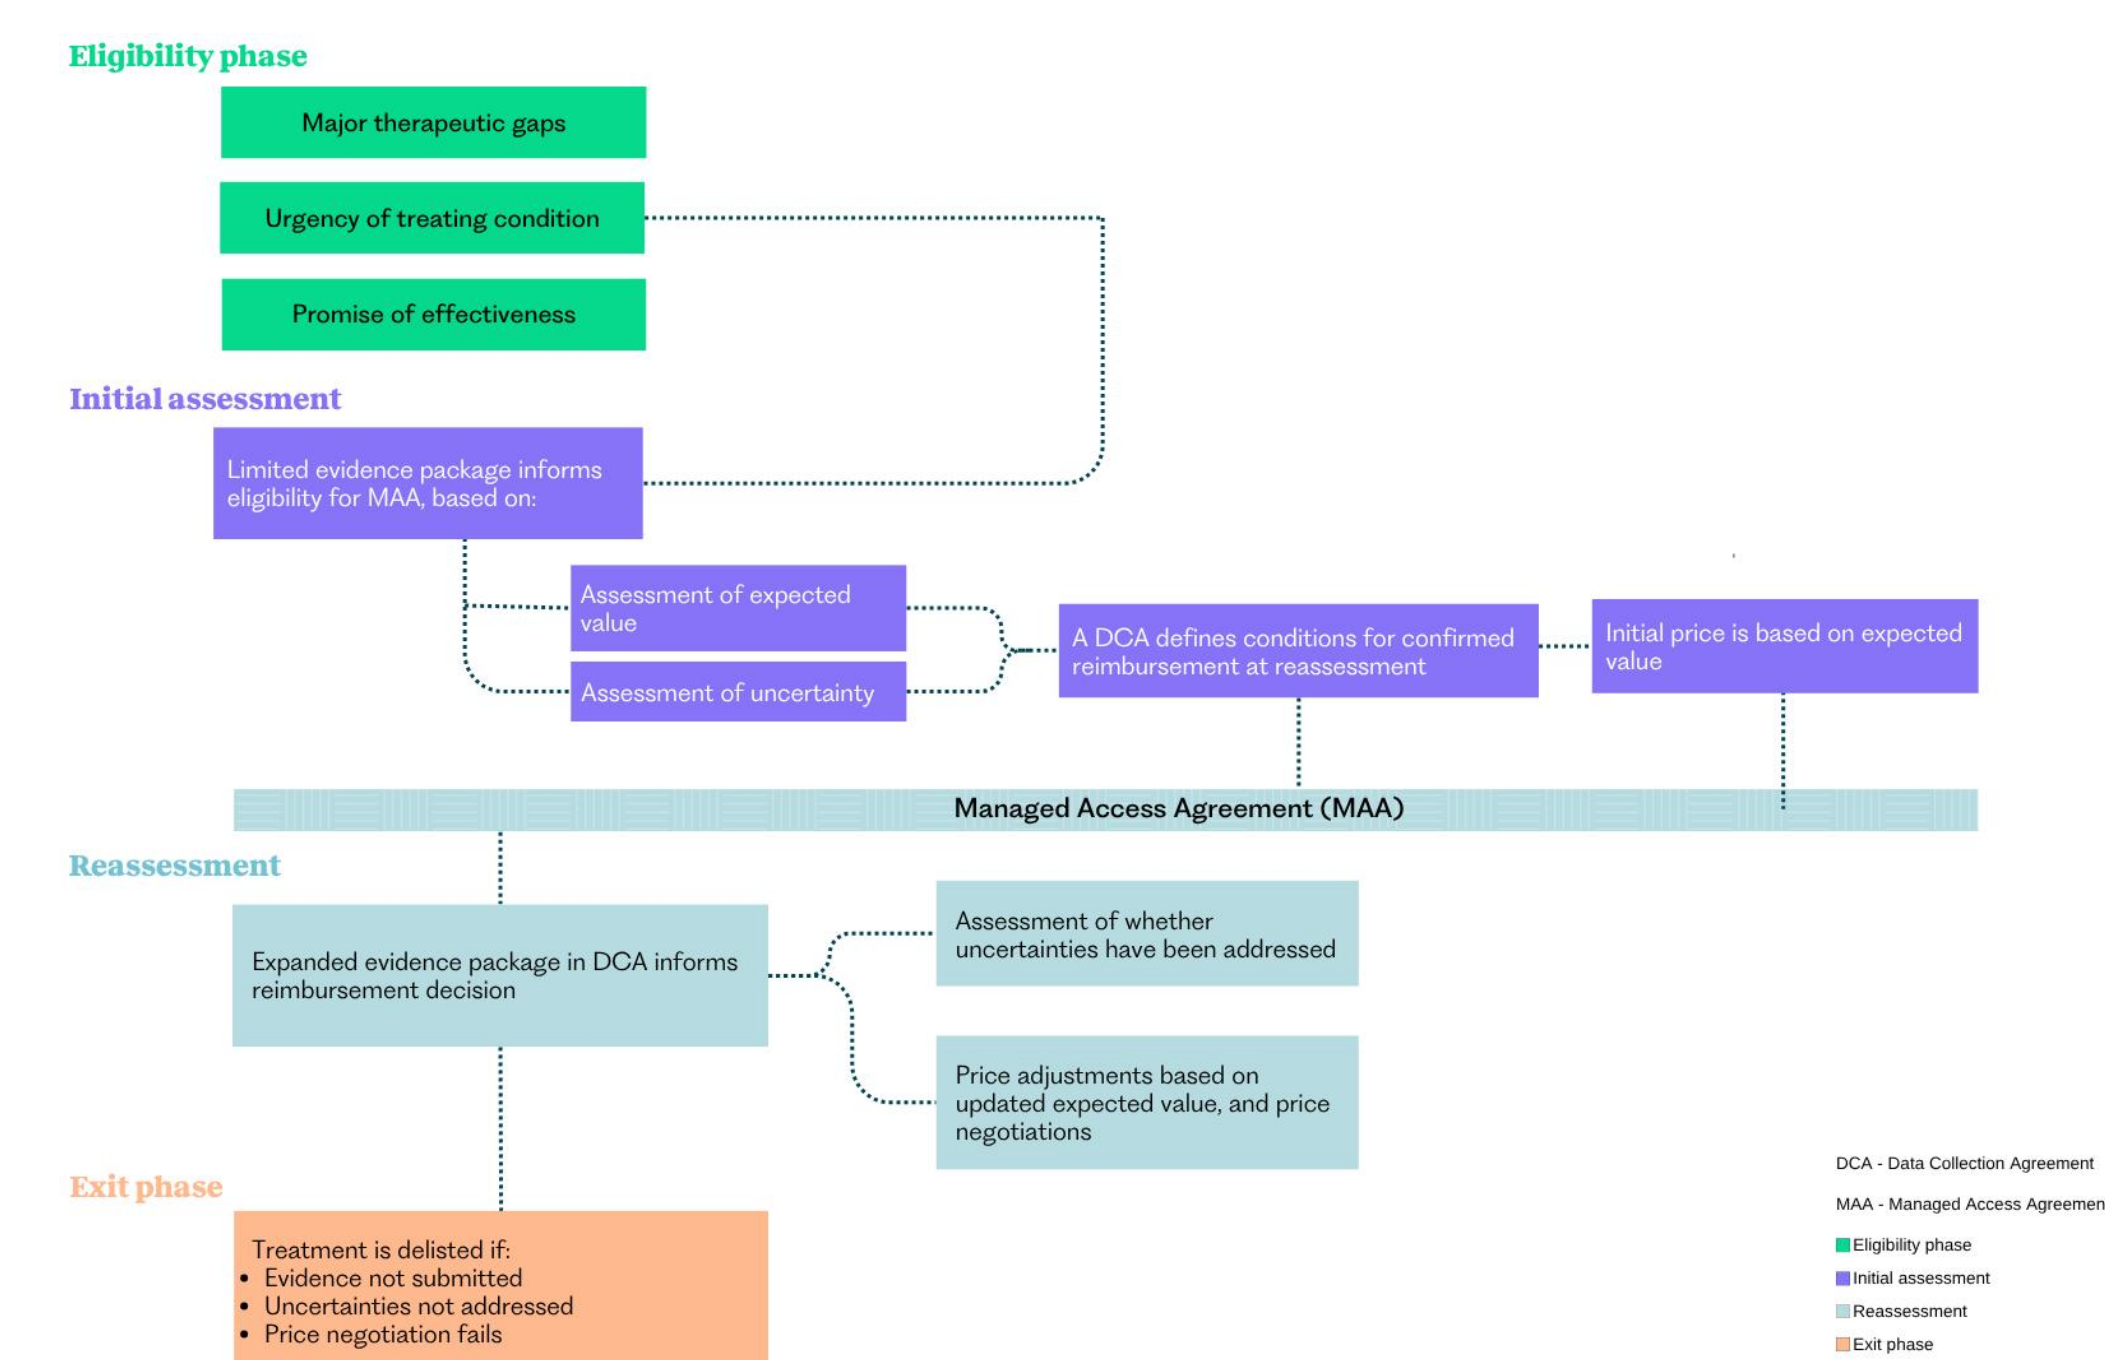 Eligibility phase
Major therapeutic gaps
Urgency of treating condition
Promise of effectiveness
Initial assessment
Limited evidence package informs
eligibility for MAA, based on:
Assessment of expected
value
Assessment of uncertainty
A DCA defines conditions for confirmed
reimbursement at reassessment
Initial price is based on expected
value
Managed Access Agreement (MAA)
Reassessment
Expanded evidence package in DCA informs
reimbursement decision
Assessment of whether
uncertainties have been addressed
Price adjustments based on
updated expected value, and price
negotiations
Exit phase
Treatment is delisted if:
• Evidence not submitted
• Uncertainties not addressed
• Price negotiation fails
DCA - Data Collection Agreement
MAA - Managed Access Agreemen
Eligibility phase
Initial assessment
Reassessment
Exit phase